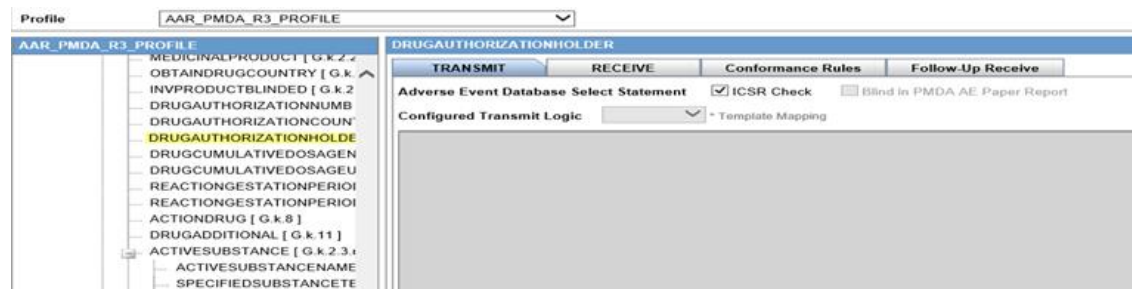 Profile AAR_PMDA_R3_PROFILE
AAR_PMDA_R3_PROFILE
MEDICINALPRODUCT [ G.k.2.2
OBTAINDRUGCOUNTRY [ G.k.
INVPRODUCTBLINDED [ G.k.2
DRUGAUTHORIZATIONNUMB
DRUGAUTHORIZATIONCOUN
DRUGAUTHORIZATIONHOLDE
DRUGCUMULATIVEDOSAGEN
DRUGCUMULATIVEDOSAGEU
REACTIONGESTATIONPERIOI
REACTIONGESTATIONPERIOI
ACTIONDRUG [ G.k.8 ]
DRUGADDITIONAL [ G.k.11 ]
ACTIVESUBSTANCE [ G.k.2.3.
ACTIVESUBSTANCENAME
SPECIFIEDSUBSTANCETE
DRUGAUTHORIZATIONHOLDER
TRANSMIT RECEIVE Conformance Rules Follow-Up Receive
Adverse Event Database Select Statement ICSR Check Blind in PMDA AE Paper Report
Configured Transmit Logic * Template Mapping